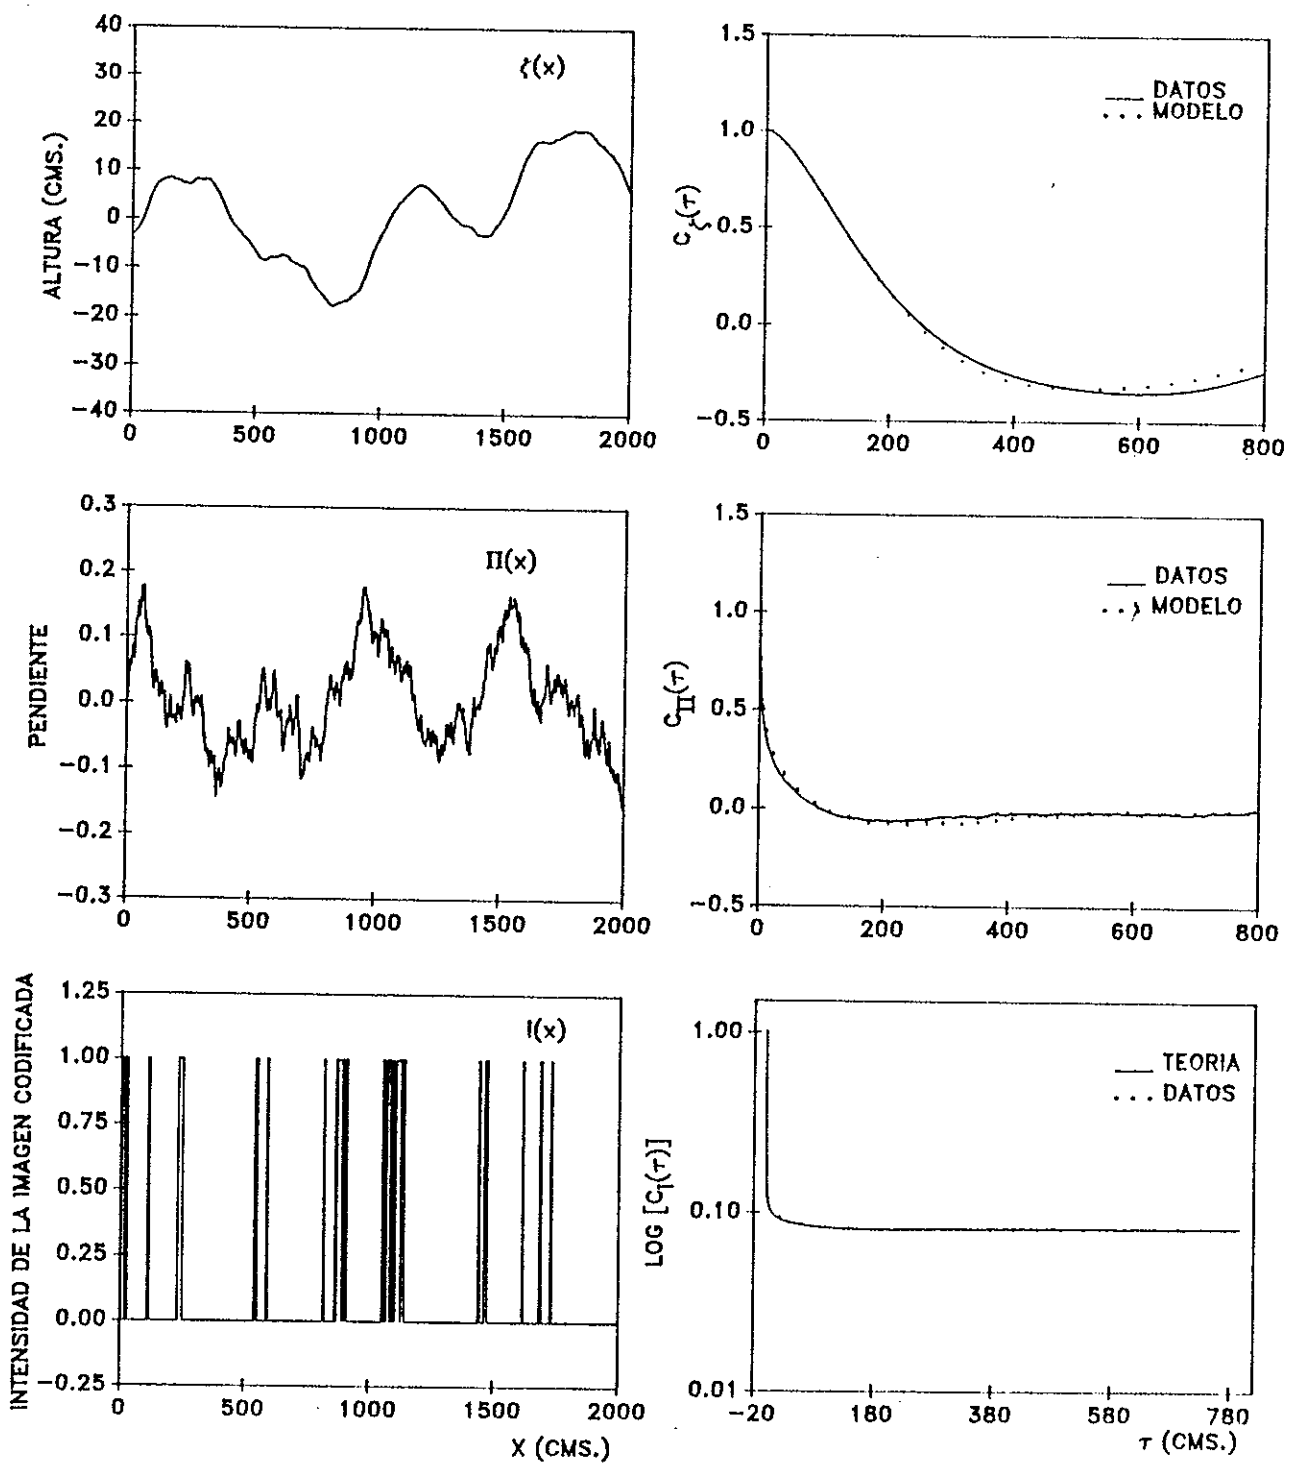 40
30
20
10
0
−10
−20
−30
−40
ALTURA (CMS.)
ζ(x)
0 500 1000 1500 2000
1.5
1.0
0.5
0.0
−0.5
C ζ(τ)
DATOS
MODELO
0 200 400 600 800
0.3
0.2
0.1
0.0
−0.1
−0.2
−0.3
PENDIENTE
Π(x)
0 500 1000 1500 2000
1.5
1.0
0.5
0.0
−0.5
CΠ(τ)
DATOS
MODELO
0 200 400 600 800
1.25
1.00
0.75
0.50
0.25
0.00
−0.25
INTENSIDAD DE LA IMAGEN CODIFICADA
I(x)
0 500 1000 1500 2000
X (CMS.)
1.00
0.10
0.01
LOG [CI(τ)]
TEORIA
DATOS
−20 180 380 580 780
τ (CMS.)